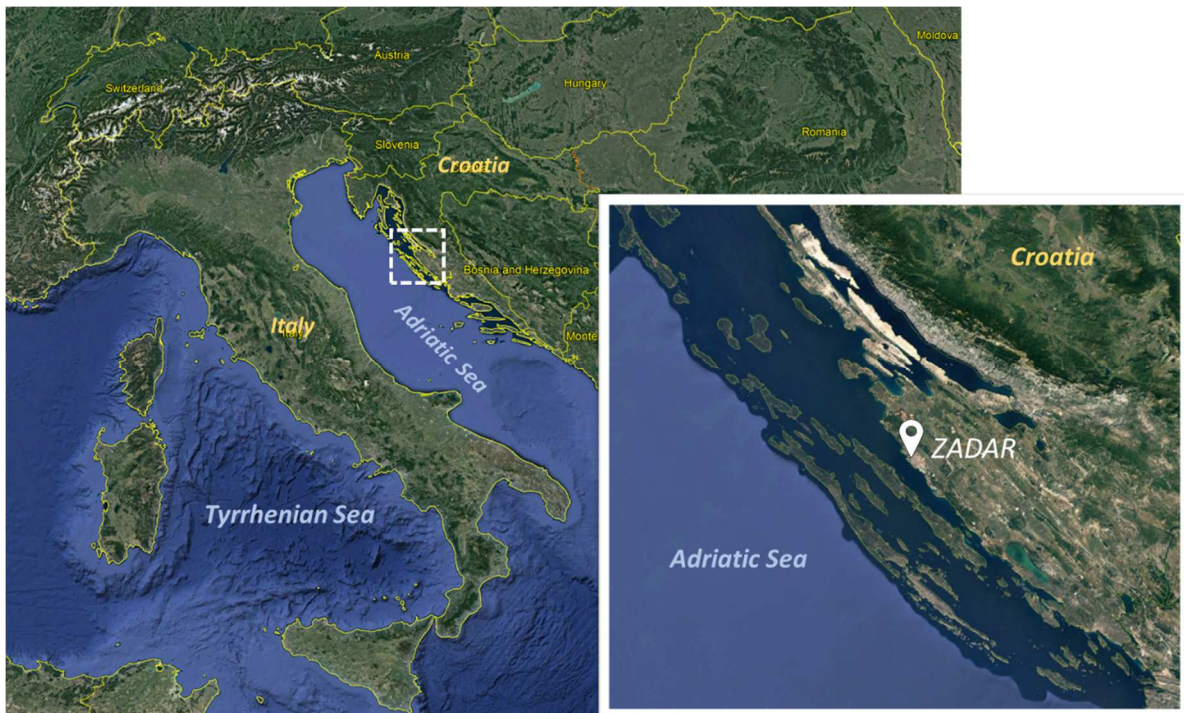 Moldova
Austria
Switzerland
Hungary
Romania
Slovenia
Croatia
Bosnia and Herzegovina
Italy
Adriatic Sea
Monte
Tyrrhenian Sea
Croatia
ZADAR
Adriatic Sea